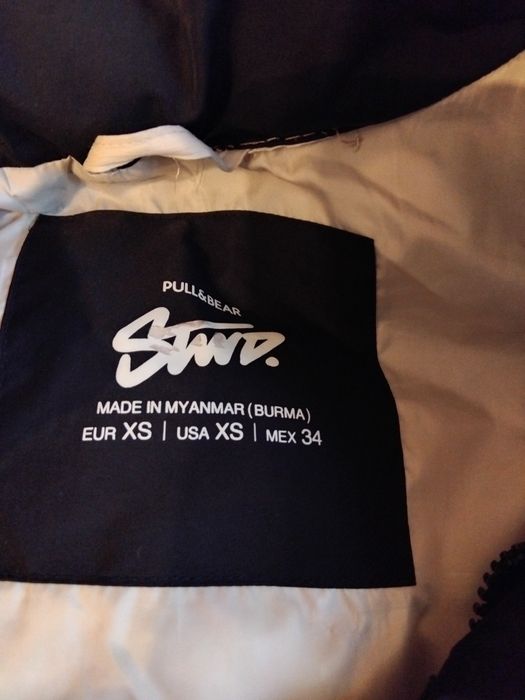 PULL&BEAR
STWD.
MADE IN MYANMAR (BURMA)
EUR XS | USA XS | MEX 34